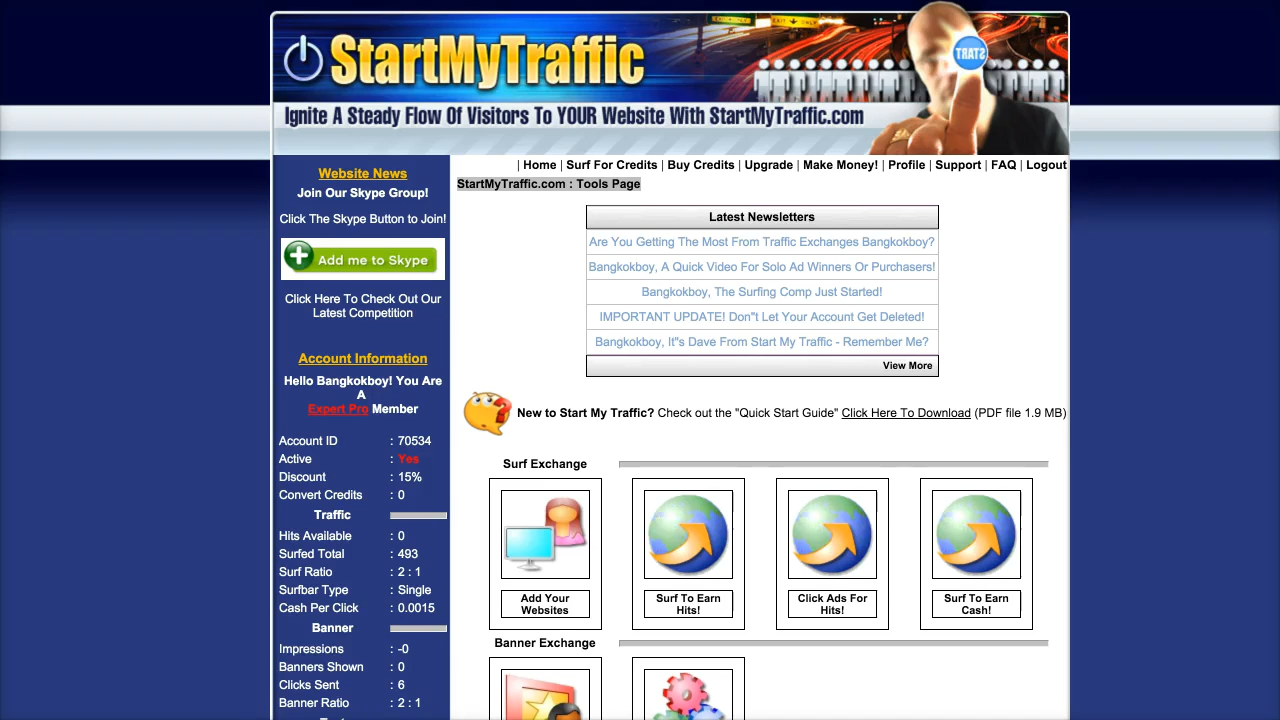 StartMyTraffic
START
Ignite A Steady Flow Of Visitors To YOUR Website With StartMyTraffic.com
| Home | Surf For Credits | Buy Credits | Upgrade | Make Money! | Profile | Support | FAQ | Logout
StartMyTraffic.com : Tools Page
Website News
Join Our Skype Group!
Click The Skype Button to Join!
Add me to Skype
Click Here To Check Out Our
Latest Competition
Account Information
Hello Bangkokboy! You Are
A
Expert Pro Member
Account ID : 70534
Active : Yes
Discount : 15%
Convert Credits : 0
Traffic
Hits Available : 0
Surfed Total : 493
Surf Ratio : 2 : 1
Surfbar Type : Single
Cash Per Click : 0.0015
Banner
Impressions : -0
Banners Shown : 0
Clicks Sent : 6
Banner Ratio : 2 : 1
Latest Newsletters
Are You Getting The Most From Traffic Exchanges Bangkokboy?
Bangkokboy, A Quick Video For Solo Ad Winners Or Purchasers!
Bangkokboy, The Surfing Comp Just Started!
IMPORTANT UPDATE! Don"t Let Your Account Get Deleted!
Bangkokboy, It"s Dave From Start My Traffic - Remember Me?
View More
New to Start My Traffic? Check out the "Quick Start Guide" Click Here To Download (PDF file 1.9 MB)
Surf Exchange
Add Your
Websites
Surf To Earn
Hits!
Click Ads For
Hits!
Surf To Earn
Cash!
Banner Exchange